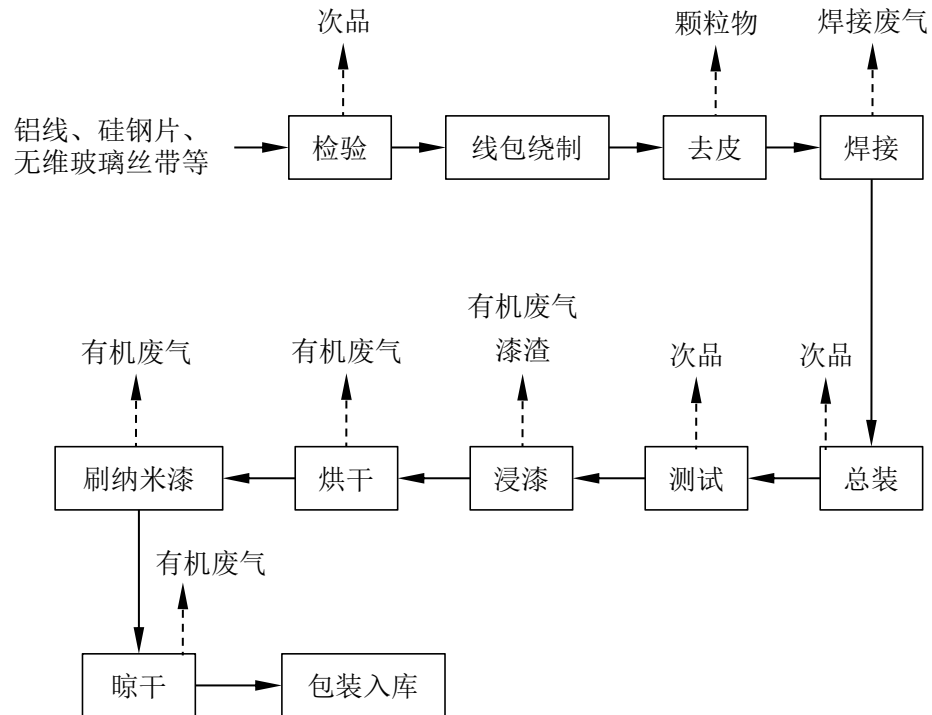 次品
颗粒物
焊接废气
铝线、硅钢片、
无维玻璃丝带等
检验
线包绕制
去皮
焊接
有机废气
有机废气
有机废气
漆渣
次品
次品
刷纳米漆
烘干
浸漆
测试
总装
有机废气
晾干
包装入库